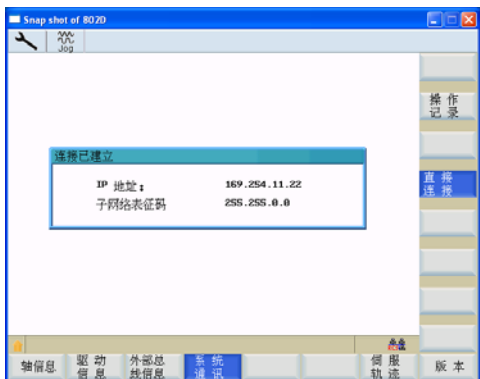 Snap shot of 802D
Jog
操作
记录
连接已建立
IP 地址：
169.254.11.22
子网络表征码
255.255.0.0
直接
连接
轴信息
驱动
信息
外部总
线信息
系统
通讯
伺服
轨迹
版本